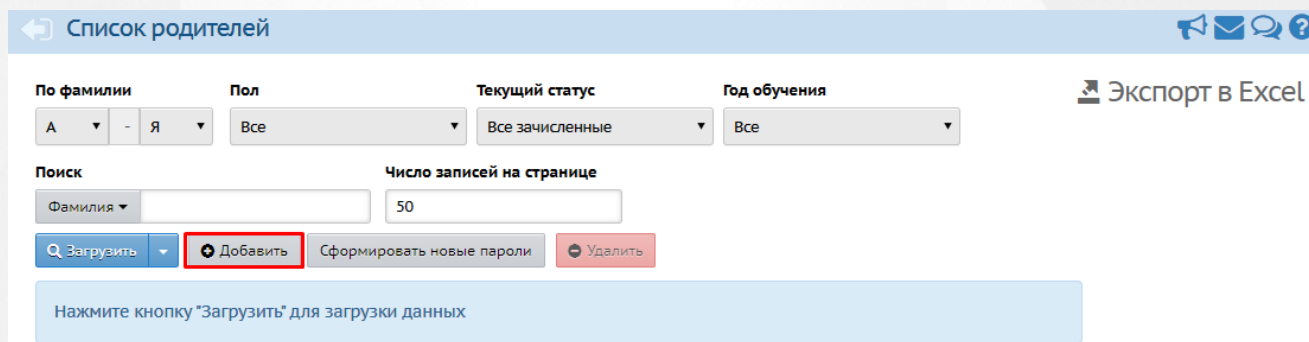 Список родителей
По фамилии Пол Текущий статус Год обучения Экспорт в Excel
А - Я Все Все зачисленные Все
Поиск Число записей на странице
Фамилия 50
Загрузить Добавить Сформировать новые пароли Удалить
Нажмите кнопку "Загрузить" для загрузки данных